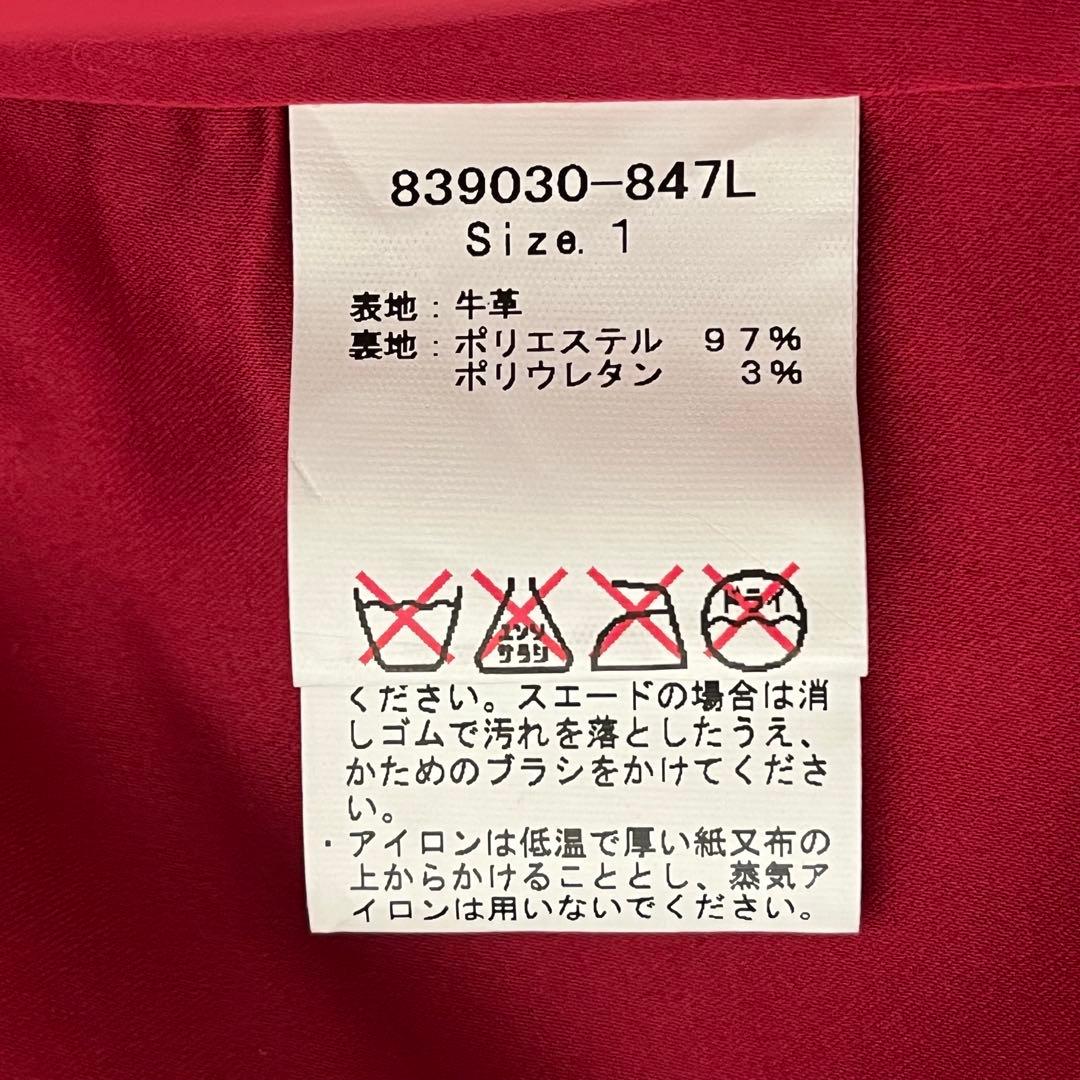 839030-847L
Size. 1
表地：牛革
裏地：ポリエステル　97%
ポリウレタン　3%
エンソ
サラシ
ドライ
ください。スエードの場合は消
しゴムで汚れを落としたうえ、
かためのブラシをかけてくださ
い。
・アイロンは低温で厚い紙又布の
上からかけることとし、蒸気ア
イロンは用いないでください。